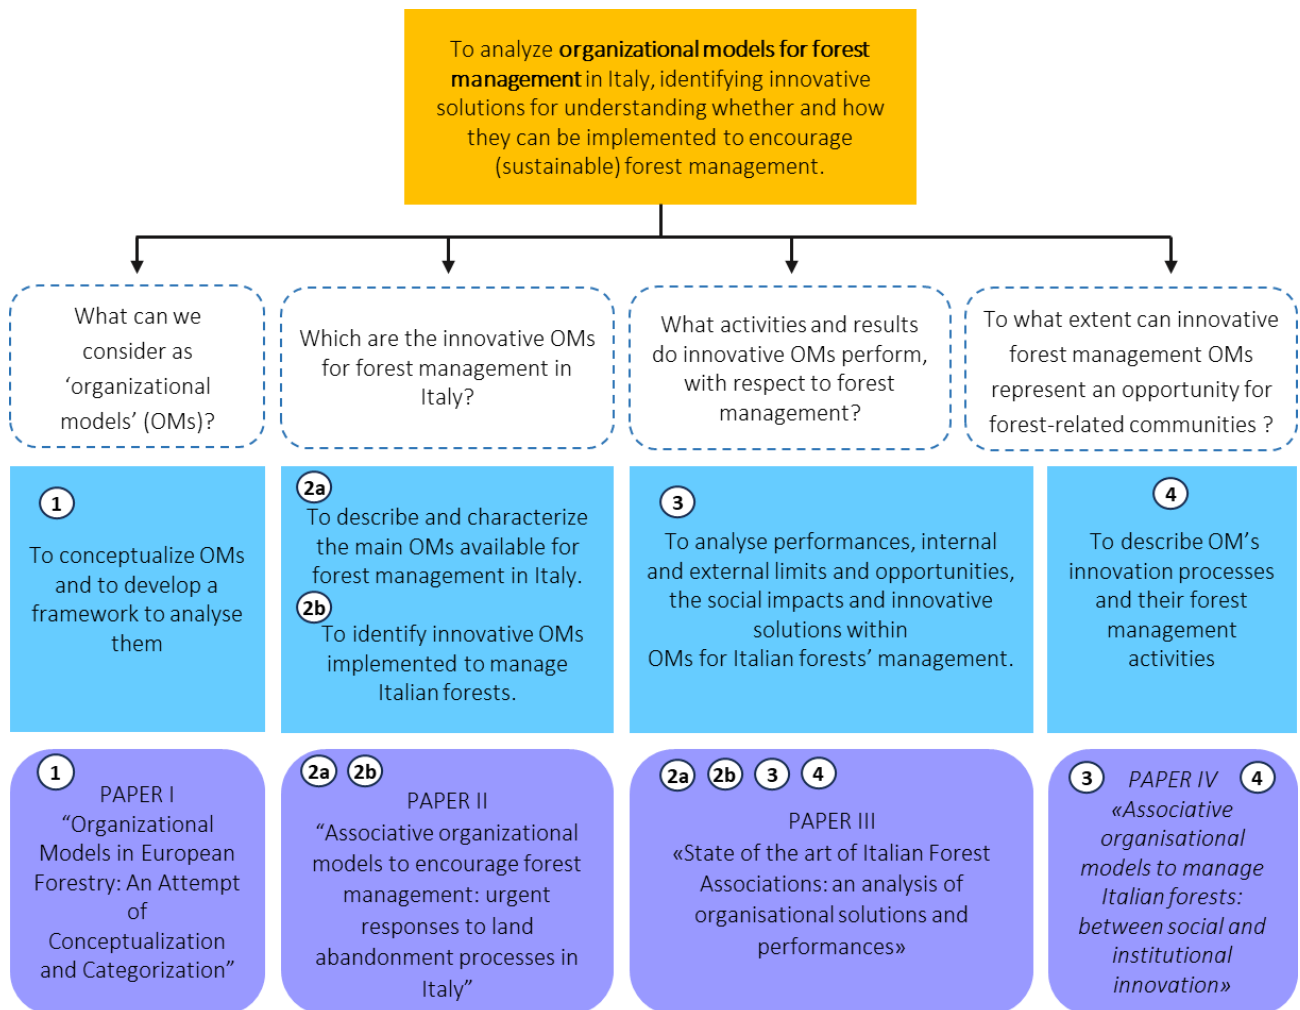 To analyze organizational models for forest
management in Italy, identifying innovative
solutions for understanding whether and how
they can be implemented to encourage
(sustainable) forest management.
What can we
consider as
‘organizational
models’ (OMs)?
Which are the innovative OMs
for forest management in
Italy?
What activities and results
do innovative OMs perform,
with respect to forest
management?
To what extent can innovative
forest management OMs
represent an opportunity for
forest-related communities ?
1
To conceptualize OMs
and to develop a
framework to analyse
them
2a
To describe and characterize
the main OMs available for
forest management in Italy.
2b
To identify innovative OMs
implemented to manage
Italian forests.
3
To analyse performances, internal
and external limits and opportunities,
the social impacts and innovative
solutions within
OMs for Italian forests’ management.
4
To describe OM’s
innovation processes
and their forest
management
activities
1
PAPER I
“Organizational
Models in European
Forestry: An Attempt
of
Conceptualization
and Categorization”
2a 2b
PAPER II
“Associative organizational
models to encourage forest
management: urgent
responses to land
abandonment processes in
Italy”
2a 2b 3 4
PAPER III
«State of the art of Italian Forest
Associations: an analysis of
organisational solutions and
performances»
3 PAPER IV 4
«Associative
organisational
models to manage
Italian forests:
between social and
institutional
innovation»